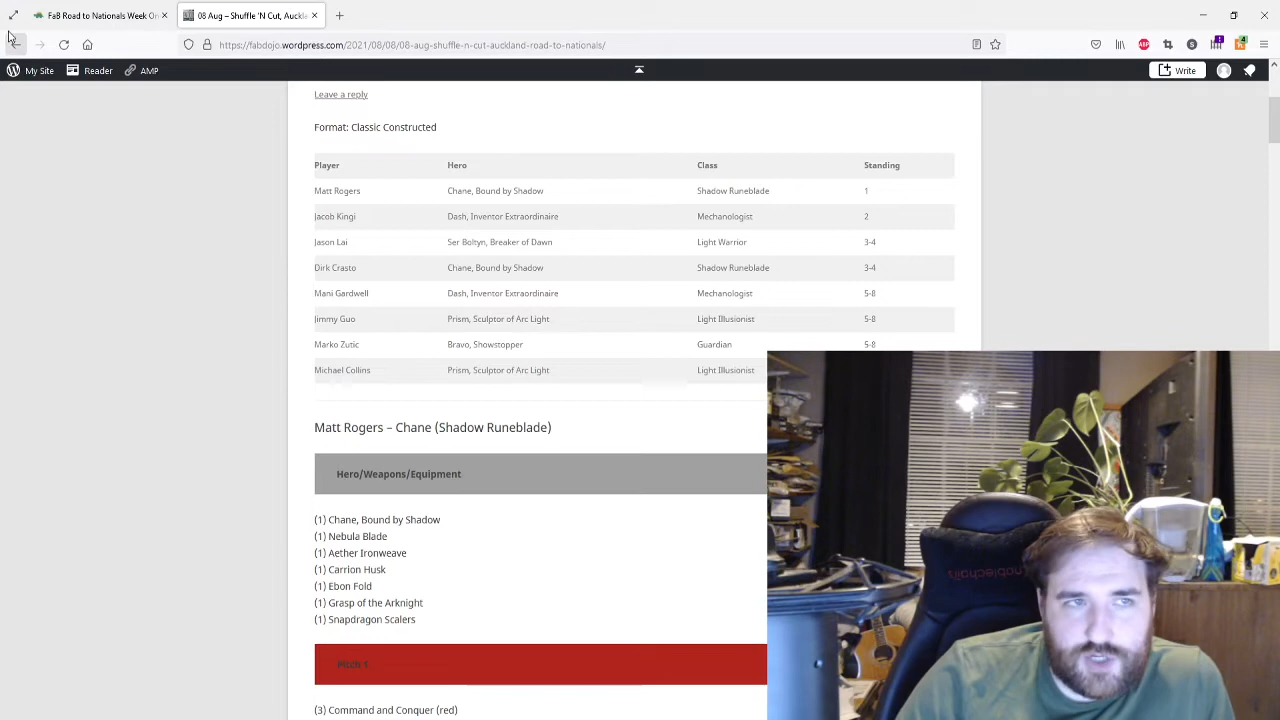 FaB Road to Nationals Week On
08 Aug – Shuffle 'N Cut, Auckla
https://fabdojo.wordpress.com/2021/08/08/08-aug-shuffle-n-cut-auckland-road-to-nationals/
My Site
Reader
AMP
Write
Leave a reply
Format: Classic Constructed
Player Hero Class Standing
Matt Rogers Chane, Bound by Shadow Shadow Runeblade 1
Jacob Kingi Dash, Inventor Extraordinaire Mechanologist 2
Jason Lai Ser Boltyn, Breaker of Dawn Light Warrior 3-4
Dirk Crasto Chane, Bound by Shadow Shadow Runeblade 3-4
Mani Gardwell Dash, Inventor Extraordinaire Mechanologist 5-8
Jimmy Guo Prism, Sculptor of Arc Light Light Illusionist 5-8
Marko Zutic Bravo, Showstopper Guardian 5-8
Michael Collins Prism, Sculptor of Arc Light Light Illusionist
Matt Rogers – Chane (Shadow Runeblade)
Hero/Weapons/Equipment
(1) Chane, Bound by Shadow
(1) Nebula Blade
(1) Aether Ironweave
(1) Carrion Husk
(1) Ebon Fold
(1) Grasp of the Arknight
(1) Snapdragon Scalers
Pitch 1
(3) Command and Conquer (red)
noblechairs